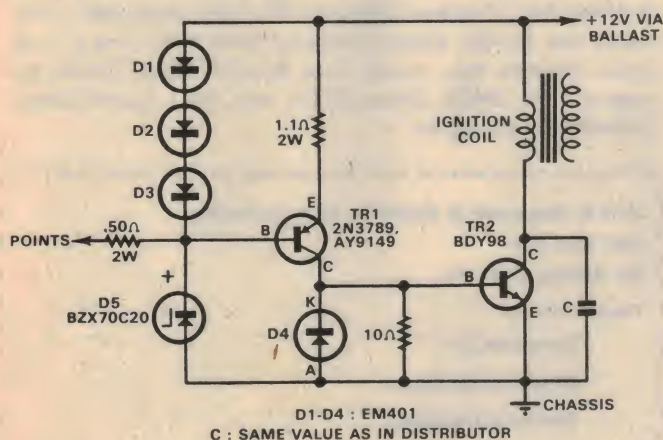 +12V VIA
BALLAST
D1
D2
D3
1.1Ω
2W
IGNITION
COIL
E
TR1
2N3789,
AY9149
B
C
POINTS
.50Ω
2W
TR2
BDY98
C
B
E
C
+
D5
BZX70C20
K
D4
A
10Ω
CHASSIS
D1-D4 : EM401
C : SAME VALUE AS IN DISTRIBUTOR